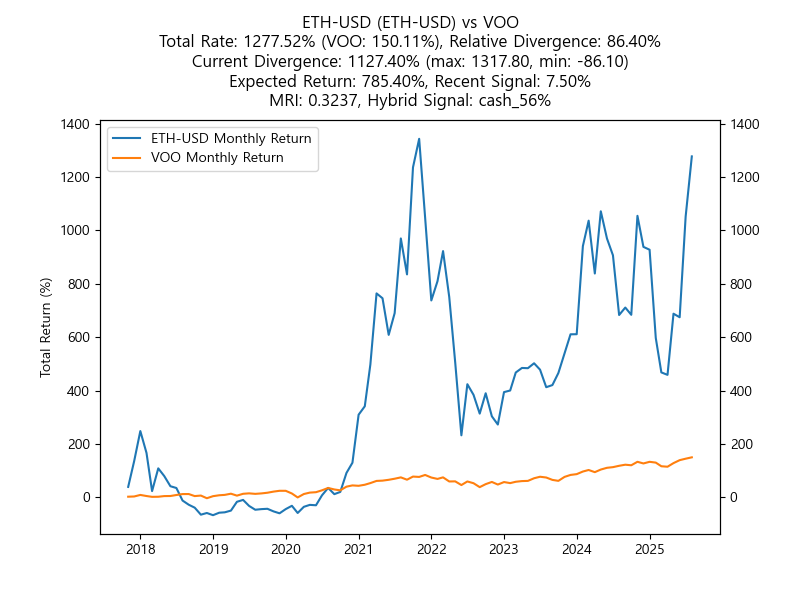 ETH-USD (ETH-USD) vs VOO
Total Rate: 1277.52% (VOO: 150.11%), Relative Divergence: 86.40%
Current Divergence: 1127.40% (max: 1317.80, min: -86.10)
Expected Return: 785.40%, Recent Signal: 7.50%
MRI: 0.3237, Hybrid Signal: cash_56%
ETH-USD Monthly Return
VOO Monthly Return
Total Return (%)
1400
1200
1000
800
600
400
200
0
1400
1200
1000
800
600
400
200
0
2018 2019 2020 2021 2022 2023 2024 2025